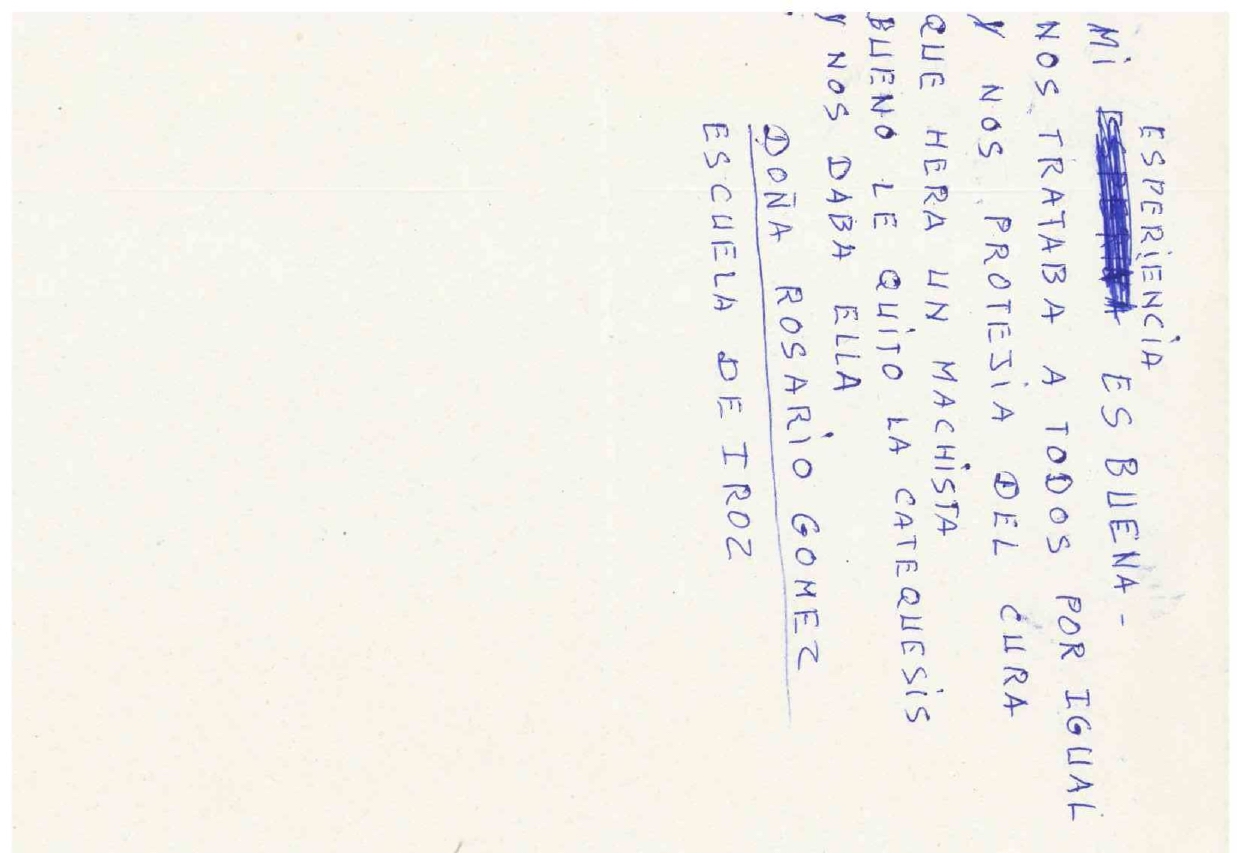 ESPERIENCIA
MI ES BUENA -
NOS TRATABA A TODOS POR IGUAL
Y NOS PROTEJIA DEL CURA
QUE HERA UN MACHISTA
BUENO LE QUITO LA CATEQUESIS
Y NOS DABA ELLA
DOÑA ROSARIO GOMEZ
ESCUELA DE IROZ